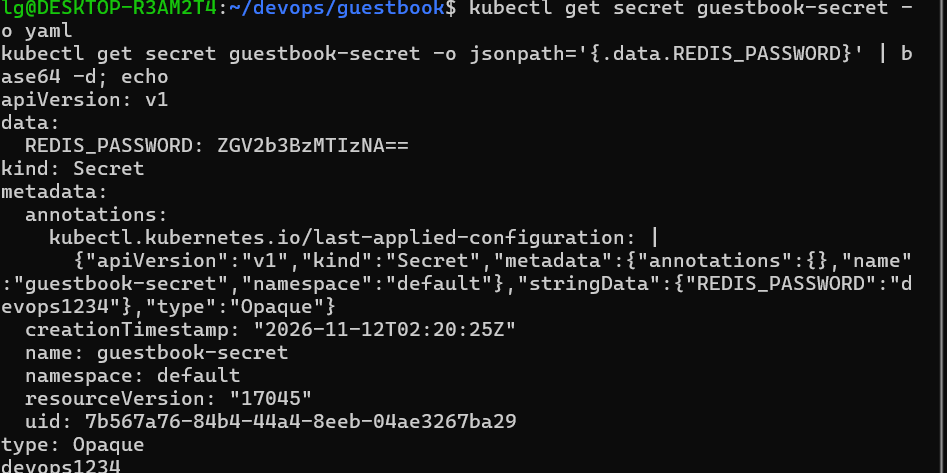 lg@DESKTOP-R3AM2T4:~/devops/guestbook$ kubectl get secret guestbook-secret -
o yaml
kubectl get secret guestbook-secret -o jsonpath='{.data.REDIS_PASSWORD}' | b
ase64 -d; echo
apiVersion: v1
data:
  REDIS_PASSWORD: ZGV2b3BzMTIzNA==
kind: Secret
metadata:
  annotations:
    kubectl.kubernetes.io/last-applied-configuration: |
      {"apiVersion":"v1","kind":"Secret","metadata":{"annotations":{},"name"
:"guestbook-secret","namespace":"default"},"stringData":{"REDIS_PASSWORD":"d
evops1234"},"type":"Opaque"}
  creationTimestamp: "2026-11-12T02:20:25Z"
  name: guestbook-secret
  namespace: default
  resourceVersion: "17045"
  uid: 7b567a76-84b4-44a4-8eeb-04ae3267ba29
type: Opaque
devops1234